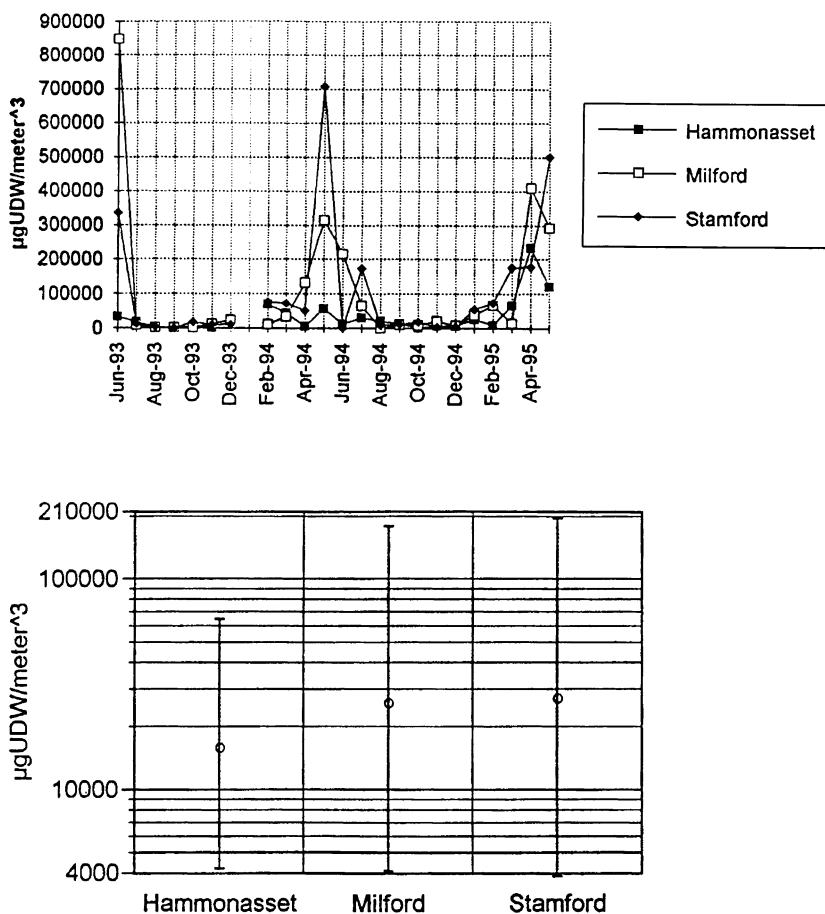 900000
800000
700000
600000
500000
400000
300000
200000
100000
0
µgUDW/meter^3
Jun-93
Aug-93
Oct-93
Dec-93
Feb-94
Apr-94
Jun-94
Aug-94
Oct-94
Dec-94
Feb-95
Apr-95
Hammonasset
Milford
Stamford
210000
100000
10000
4000
µgUDW/meter^3
Hammonasset
Milford
Stamford